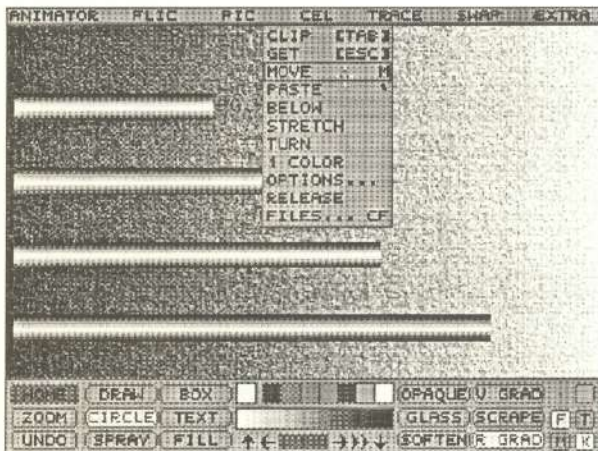 ANIMATOR FLIC PIC CEL TRACE SWAP EXTRA
CLIP [TAB]
GET [ESC]
MOVE M
PASTE `
BELOW
STRETCH
TURN
1 COLOR
OPTIONS...
RELEASE
FILES... CF
HOME DRAW BOX OPAQUE V GRAD
ZOOM CIRCLE TEXT GLASS SCRAPE F T
UNDO SPRAY FILL SOFTEN R GRAD M K